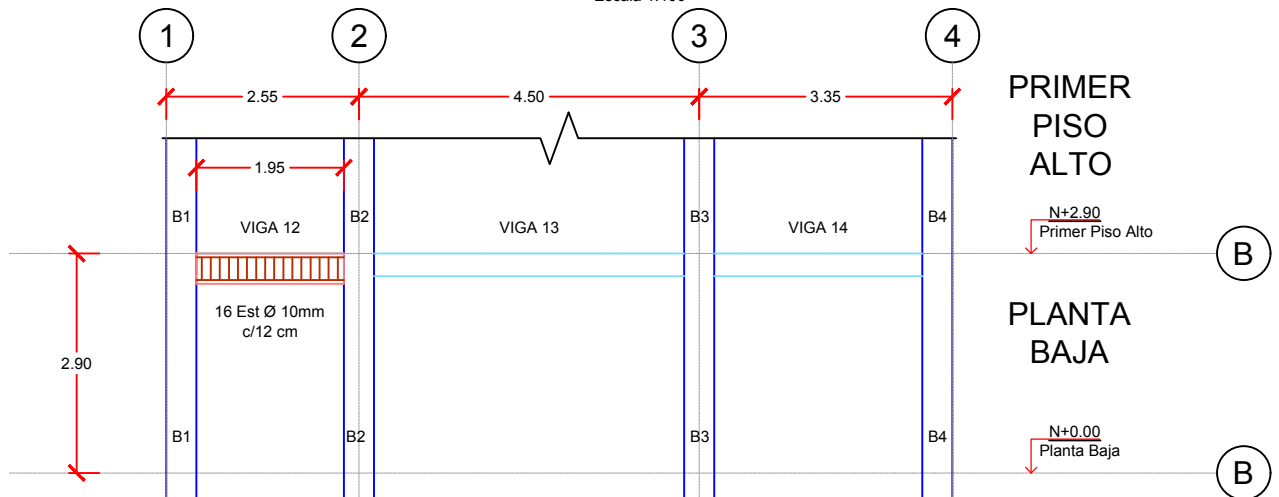 1
2
3
4
2.55
4.50
3.35
PRIMER
PISO
ALTO
1.95
B1
B2
B3
B4
VIGA 12
VIGA 13
VIGA 14
N+2.90
Primer Piso Alto
B
16 Est Ø 10mm
c/12 cm
PLANTA
BAJA
2.90
B1
B2
B3
B4
N+0.00
Planta Baja
B